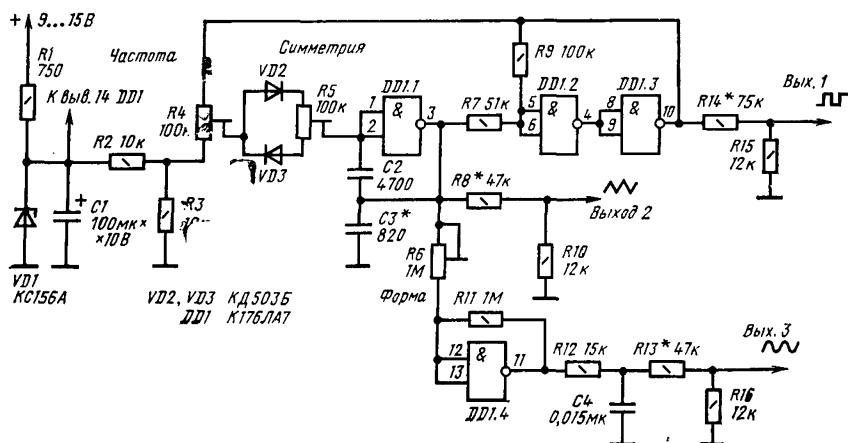 + 9...15В
R1
750
К выв. 14 DD1
Частота
Симметрия
R4
100к
VD2
VD3
R5
100к
R2 10к
R3
C1
100мк×
×10В
VD1
КС156А
VD2, VD3 КД503Б
DD1 К176ЛА7
DD1.1
&
1
2
3
C2
4700
C3*
820
R6
1М
Форма
R7 51к
R8* 47к
R9 100к
DD1.2
&
5
6
4
DD1.3
&
8
9
10
R14* 75к
Вых. 1
R15
12к
Выход 2
R10
12к
R11 1М
12
13
&
11
DD1.4
R12 15к
C4
0,015мк
R13* 47к
Вых. 3
R16
12к